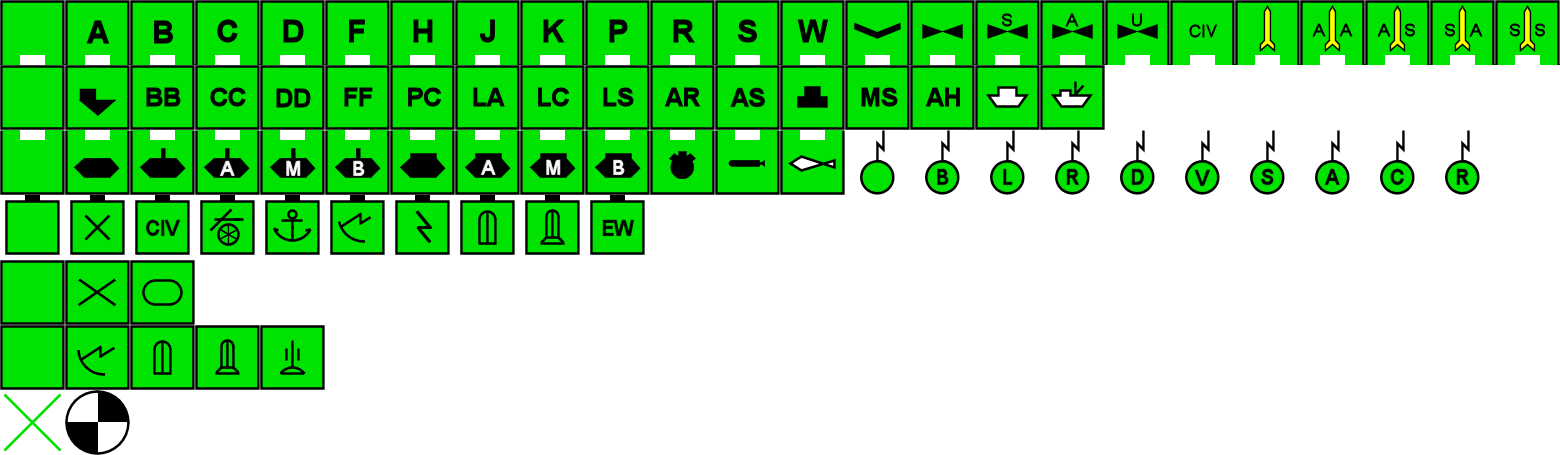 A B C D F H J K P R S W S A U CIV A A A S S A S S
BB CC DD FF PC LA LC LS AR AS MS AH
A M B A M B B L R D V S A C R
CIV EW